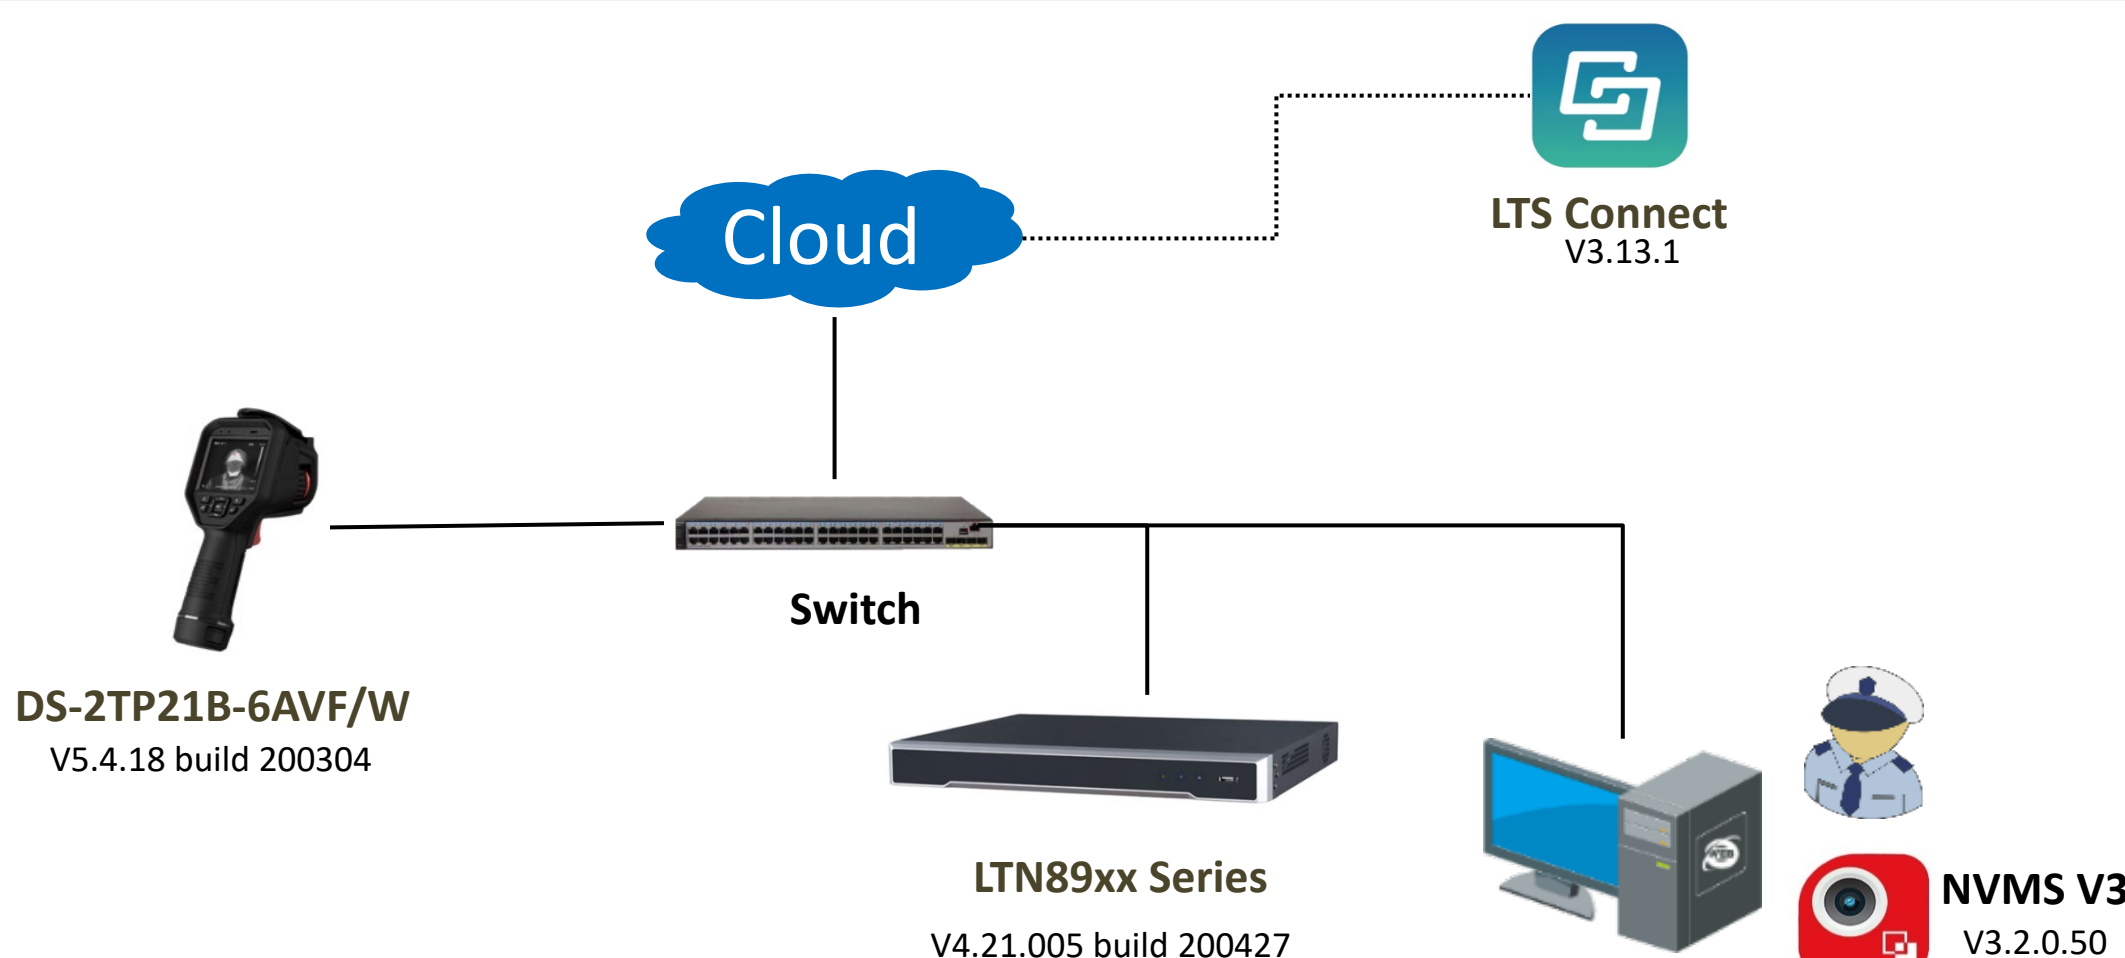 Cloud
LTS Connect
V3.13.1
Switch
DS-2TP21B-6AVF/W
V5.4.18 build 200304
LTN89xx Series
V4.21.005 build 200427
WEB
NVMS V3
V3.2.0.50